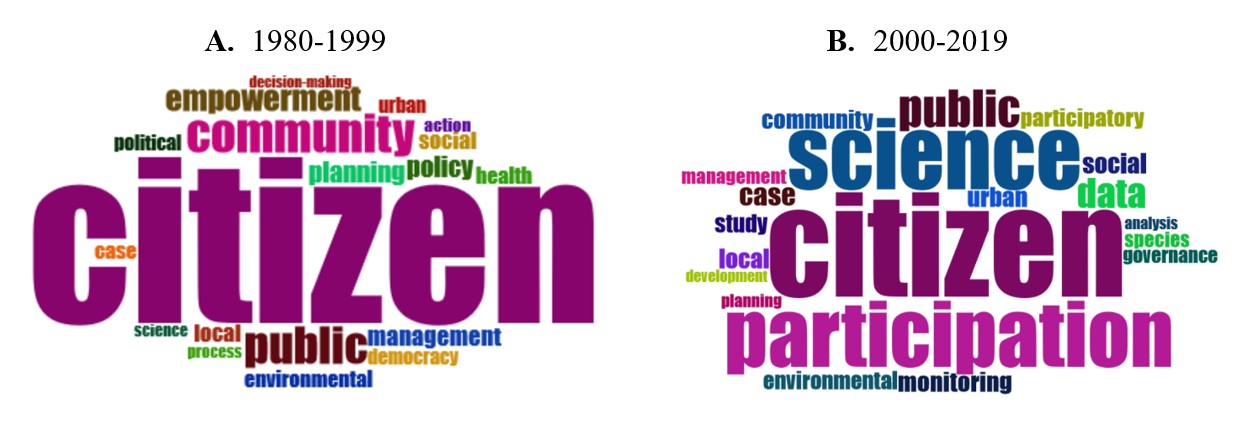 A. 1980-1999
decision-making
empowerment urban
community action
political social
planning policy health
citizen
case
science local public management
process democracy
environmental
B. 2000-2019
community public participatory
science social
management
case urban data
citizen
study analysis
species
local governance
development
planning
participation
environmental monitoring